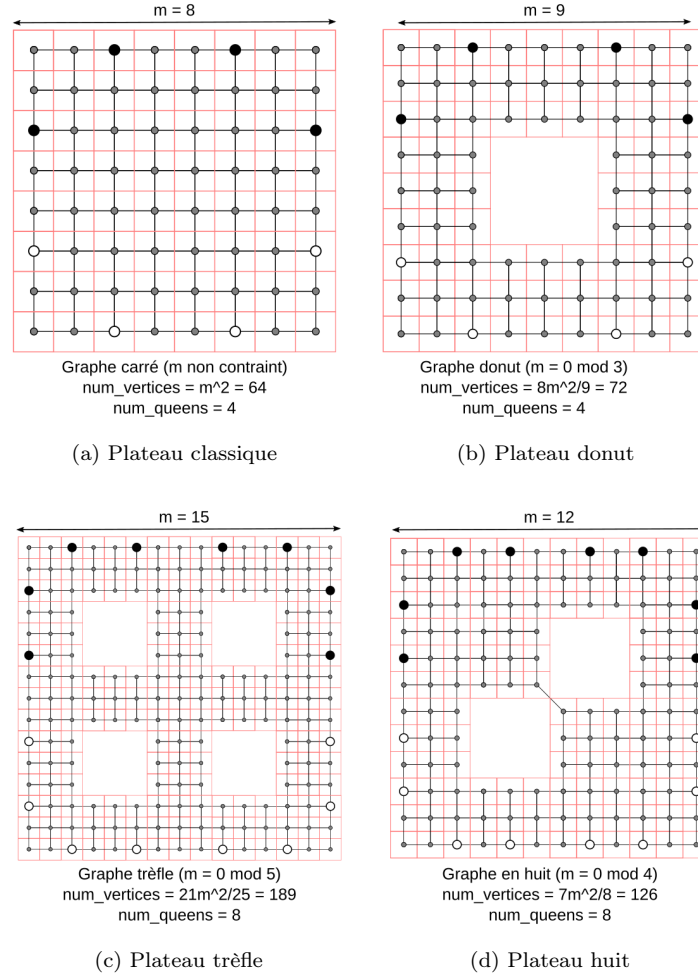 m = 8
Graphe carré (m non contraint)
num_vertices = m^2 = 64
num_queens = 4
(a) Plateau classique
m = 9
Graphe donut (m = 0 mod 3)
num_vertices = 8m^2/9 = 72
num_queens = 4
(b) Plateau donut
m = 15
Graphe trèfle (m = 0 mod 5)
num_vertices = 21m^2/25 = 189
num_queens = 8
(c) Plateau trèfle
m = 12
Graphe en huit (m = 0 mod 4)
num_vertices = 7m^2/8 = 126
num_queens = 8
(d) Plateau huit